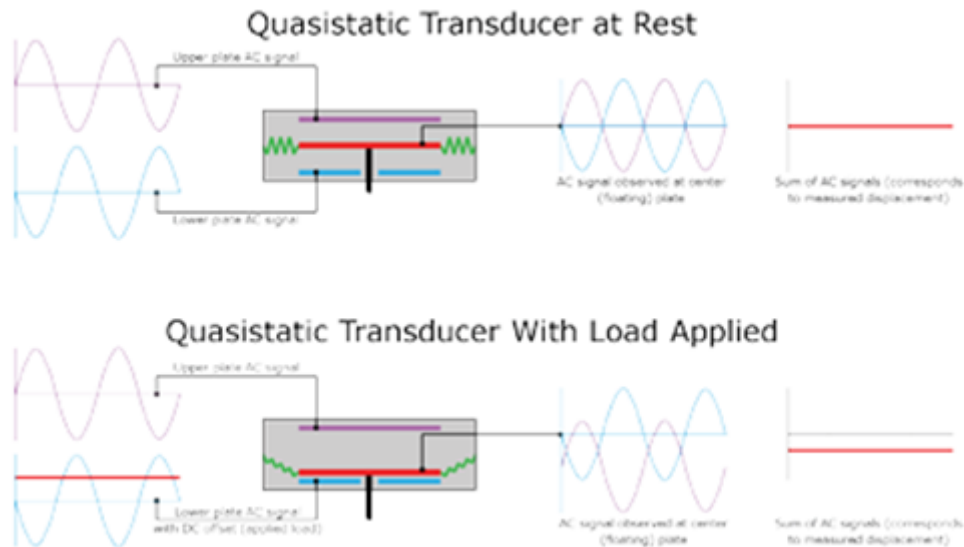 Quasistatic Transducer at Rest
Upper plate AC signal
Lower plate AC signal
AC signal observed at center
(floating) plate
Sum of AC signals (corresponds
to measured displacement)
Quasistatic Transducer With Load Applied
Upper plate AC signal
Lower plate AC signal
with DC offset (applied load)
AC signal observed at center
(floating) plate
Sum of AC signals (corresponds
to measured displacement)